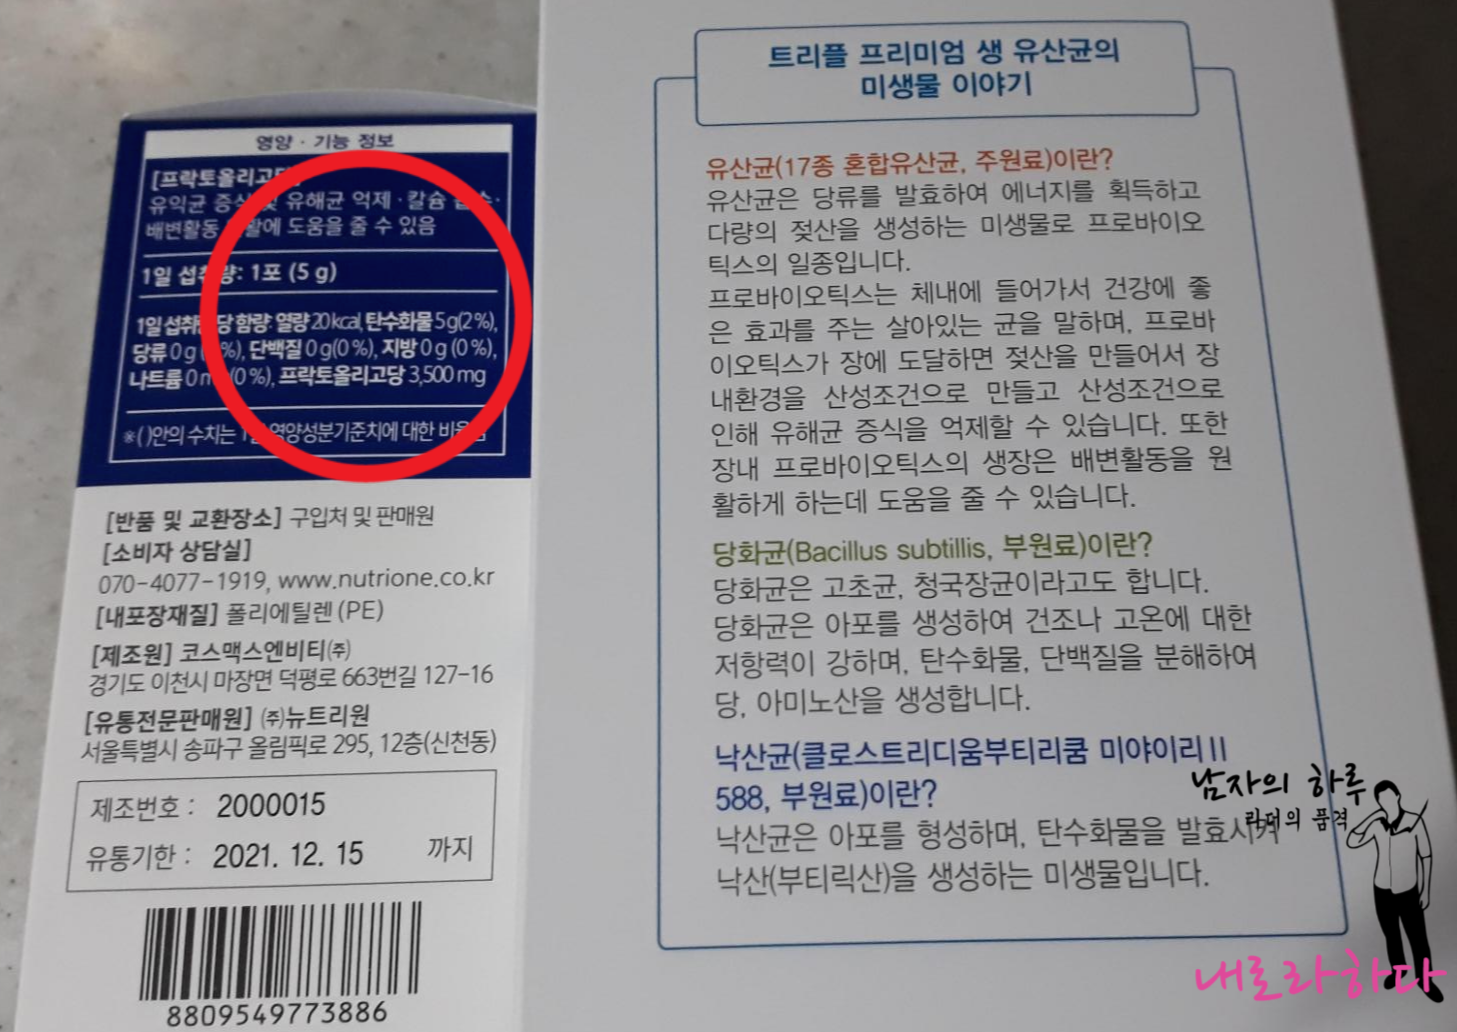 영양 · 기능 정보
[프락토올리고당]
유익균 증식 및 유해균 억제 · 칼슘 흡수 ·
배변활동 원활에 도움을 줄 수 있음
1일 섭취량: 1포 (5 g)
1일 섭취량당 함량: 열량 20 kcal, 탄수화물 5 g(2 %),
당류 0 g (0 %), 단백질 0 g(0 %), 지방 0 g (0 %),
나트륨 0 mg (0 %), 프락토올리고당 3,500 mg
※( )안의 수치는 1일 영양성분기준치에 대한 비율임
[반품 및 교환장소] 구입처 및 판매원
[소비자 상담실]
070-4077-1919, www.nutrione.co.kr
[내포장재질] 폴리에틸렌 (PE)
[제조원] 코스맥스엔비티㈜
경기도 이천시 마장면 덕평로 663번길 127-16
[유통전문판매원] ㈜뉴트리원
서울특별시 송파구 올림픽로 295, 12층(신천동)
제조번호 : 2000015
유통기한 : 2021. 12. 15 까지
8809549773886
트리플 프리미엄 생 유산균의
미생물 이야기
유산균(17종 혼합유산균, 주원료)이란?
유산균은 당류를 발효하여 에너지를 획득하고
다량의 젖산을 생성하는 미생물로 프로바이오
틱스의 일종입니다.
프로바이오틱스는 체내에 들어가서 건강에 좋
은 효과를 주는 살아있는 균을 말하며, 프로바
이오틱스가 장에 도달하면 젖산을 만들어서 장
내환경을 산성조건으로 만들고 산성조건으로
인해 유해균 증식을 억제할 수 있습니다. 또한
장내 프로바이오틱스의 생장은 배변활동을 원
활하게 하는데 도움을 줄 수 있습니다.
당화균(Bacillus subtillis, 부원료)이란?
당화균은 고초균, 청국장균이라고도 합니다.
당화균은 아포를 생성하여 건조나 고온에 대한
저항력이 강하며, 탄수화물, 단백질을 분해하여
당, 아미노산을 생성합니다.
낙산균(클로스트리디움부티리쿰 미야이리 II
588, 부원료)이란?
낙산균은 아포를 형성하며, 탄수화물을 발효시켜
낙산(부티릭산)을 생성하는 미생물입니다.
남자의 하루
라더의 품격
내로라하다